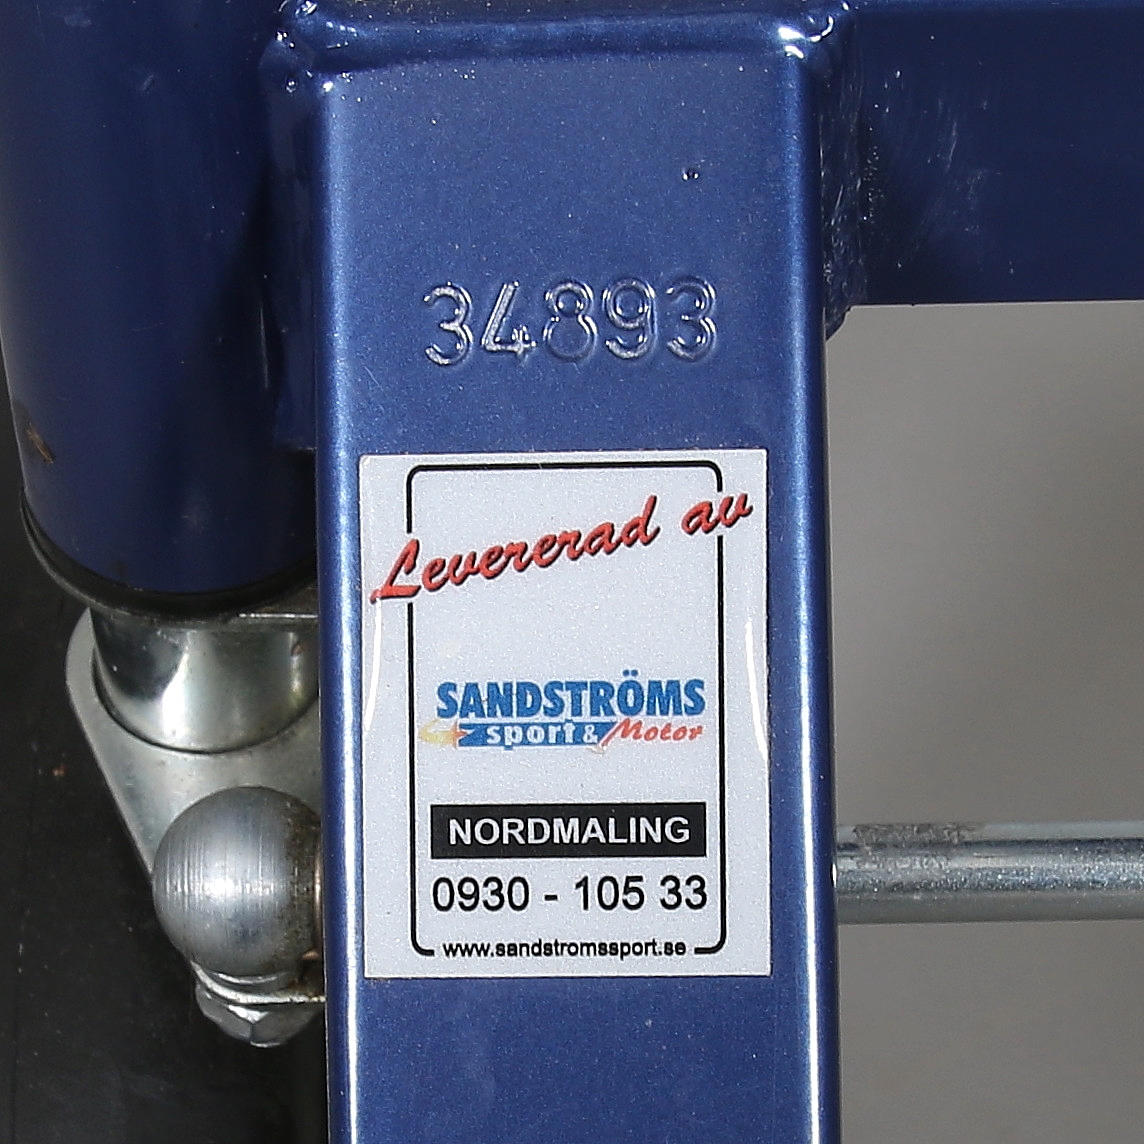 34893
Levererad av
SANDSTRÖMS
sport & Motor
NORDMALING
0930 - 105 33
www.sandstromssport.se